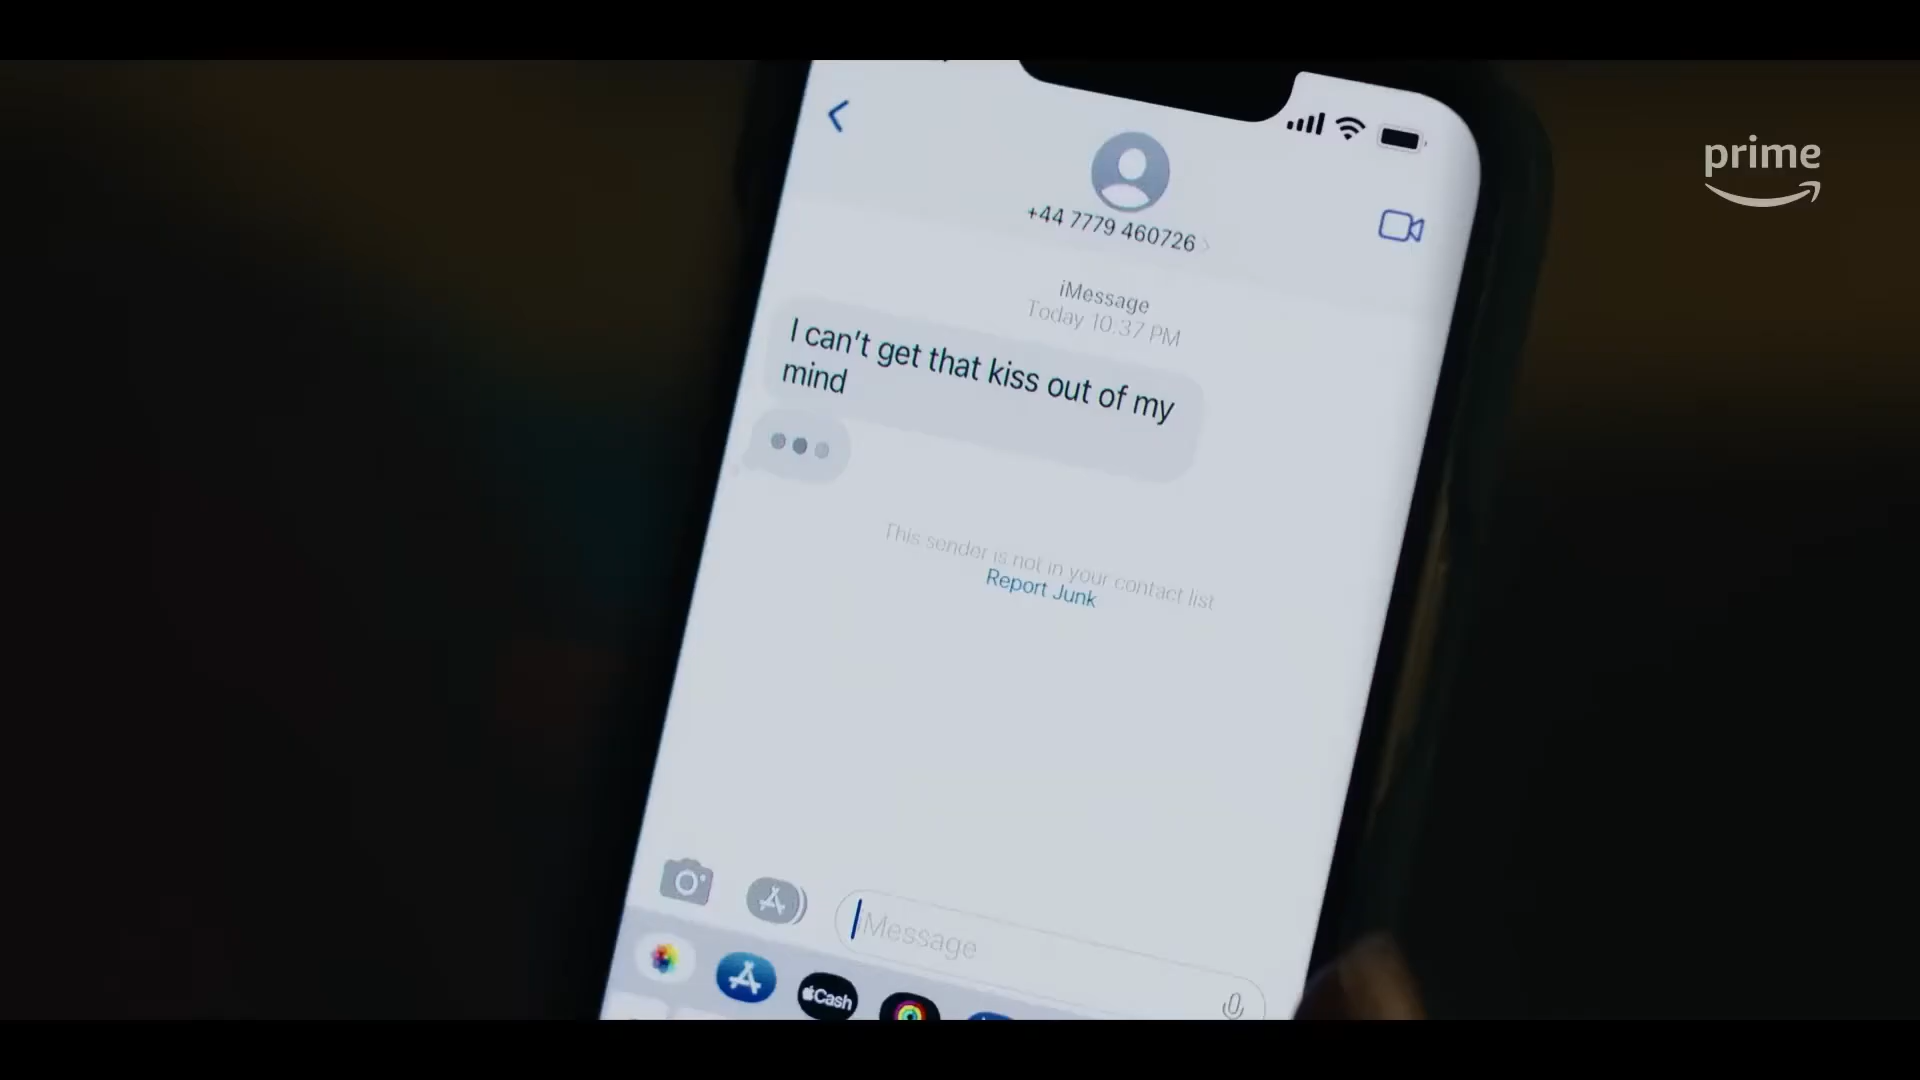 prime
+44 7779 460726
iMessage
Today 10:37 PM
I can't get that kiss out of my
mind
This sender is not in your contact list
Report Junk
iMessage
Cash